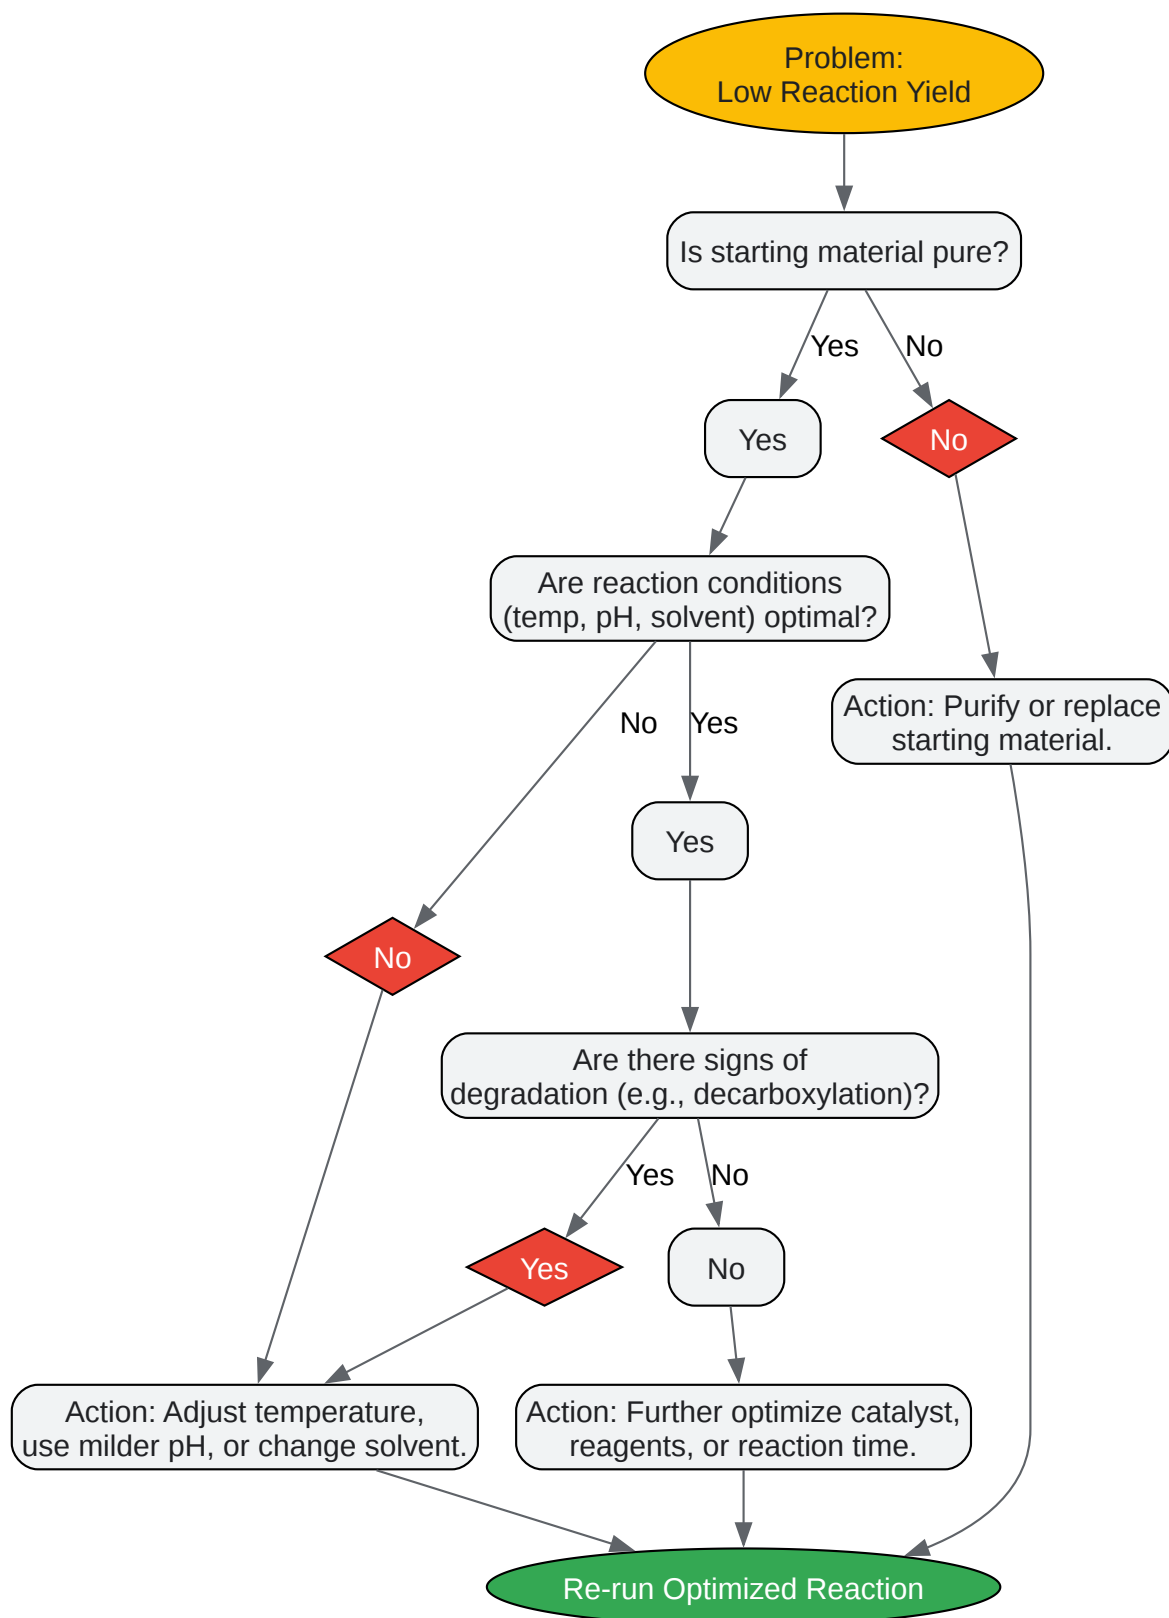 Problem:
Low Reaction Yield
Is starting material pure?
Yes
No
Yes
No
Are reaction conditions
(temp, pH, solvent) optimal?
Action: Purify or replace
starting material.
No
Yes
Yes
No
Are there signs of
degradation (e.g., decarboxylation)?
Yes
No
Yes
No
Action: Adjust temperature,
use milder pH, or change solvent.
Action: Further optimize catalyst,
reagents, or reaction time.
Re-run Optimized Reaction